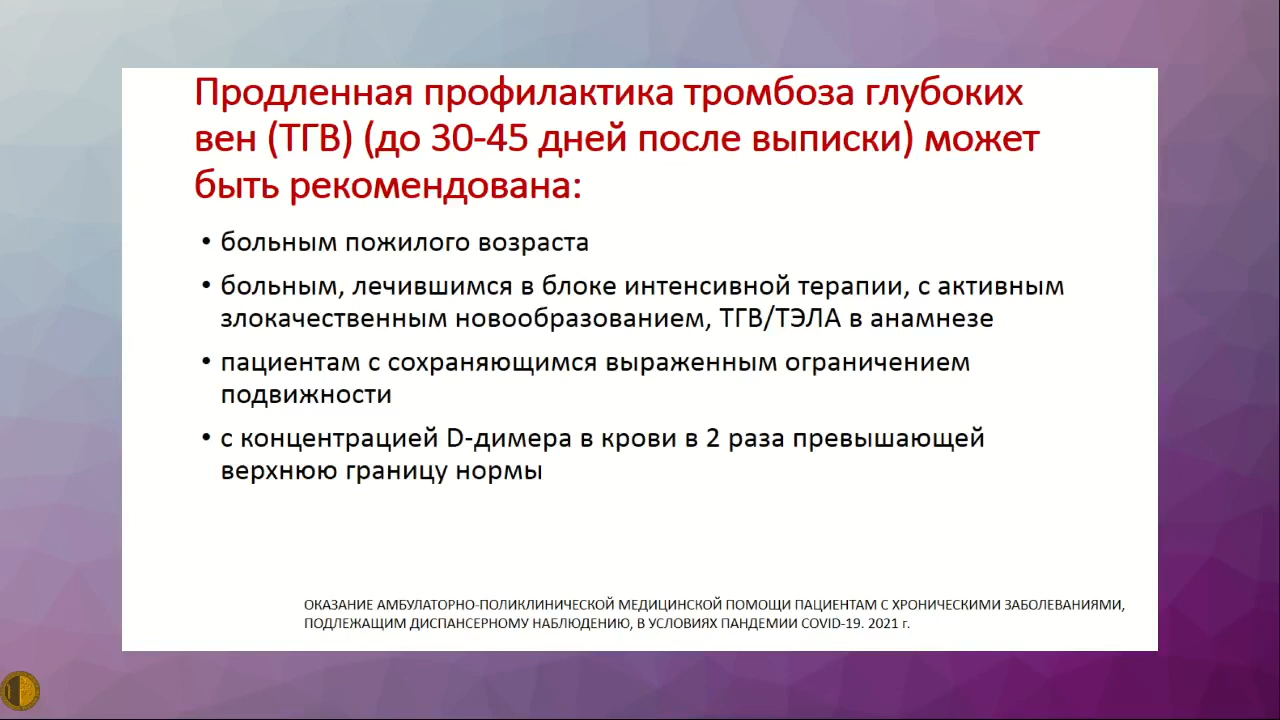 Продленная профилактика тромбоза глубоких
вен (ТГВ) (до 30-45 дней после выписки) может
быть рекомендована:
• больным пожилого возраста
• больным, лечившимся в блоке интенсивной терапии, с активным
злокачественным новообразованием, ТГВ/ТЭЛА в анамнезе
• пациентам с сохраняющимся выраженным ограничением
подвижности
• с концентрацией D-димера в крови в 2 раза превышающей
верхнюю границу нормы
ОКАЗАНИЕ АМБУЛАТОРНО-ПОЛИКЛИНИЧЕСКОЙ МЕДИЦИНСКОЙ ПОМОЩИ ПАЦИЕНТАМ С ХРОНИЧЕСКИМИ ЗАБОЛЕВАНИЯМИ,
ПОДЛЕЖАЩИМ ДИСПАНСЕРНОМУ НАБЛЮДЕНИЮ, В УСЛОВИЯХ ПАНДЕМИИ COVID-19. 2021 г.